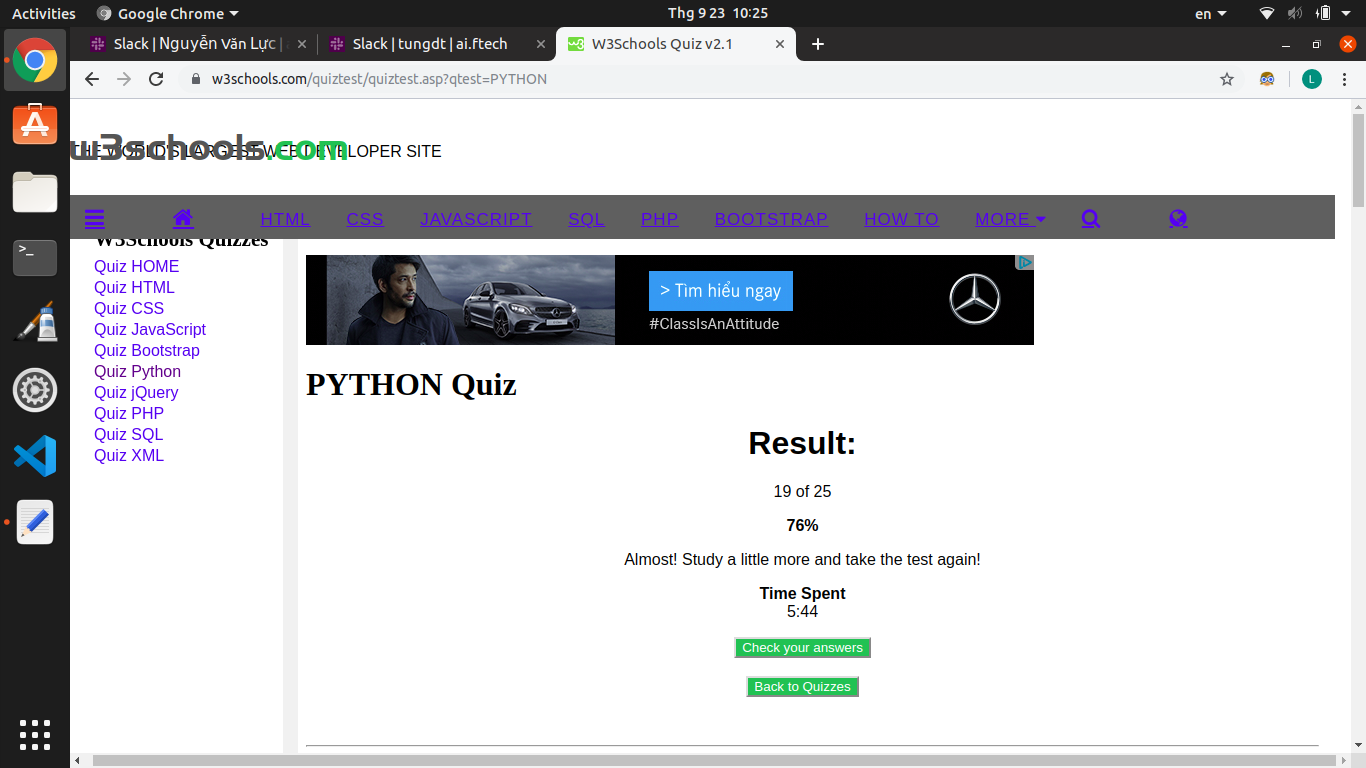 Activities
Google Chrome
Thg 9 23 10:25
en
Slack | Nguyễn Văn Lực |
Slack | tungdt | ai.ftech
W3Schools Quiz v2.1
w3schools.com/quiztest/quiztest.asp?qtest=PYTHON
L
w3schools.com
THE WORLD'S LARGEST WEB DEVELOPER SITE
HTML CSS JAVASCRIPT SQL PHP BOOTSTRAP HOW TO MORE
W3Schools Quizzes
Quiz HOME
Quiz HTML
Quiz CSS
Quiz JavaScript
Quiz Bootstrap
Quiz Python
Quiz jQuery
Quiz PHP
Quiz SQL
Quiz XML
> Tìm hiểu ngay
#ClassIsAnAttitude
PYTHON Quiz
Result:
19 of 25
76%
Almost! Study a little more and take the test again!
Time Spent
5:44
Check your answers
Back to Quizzes